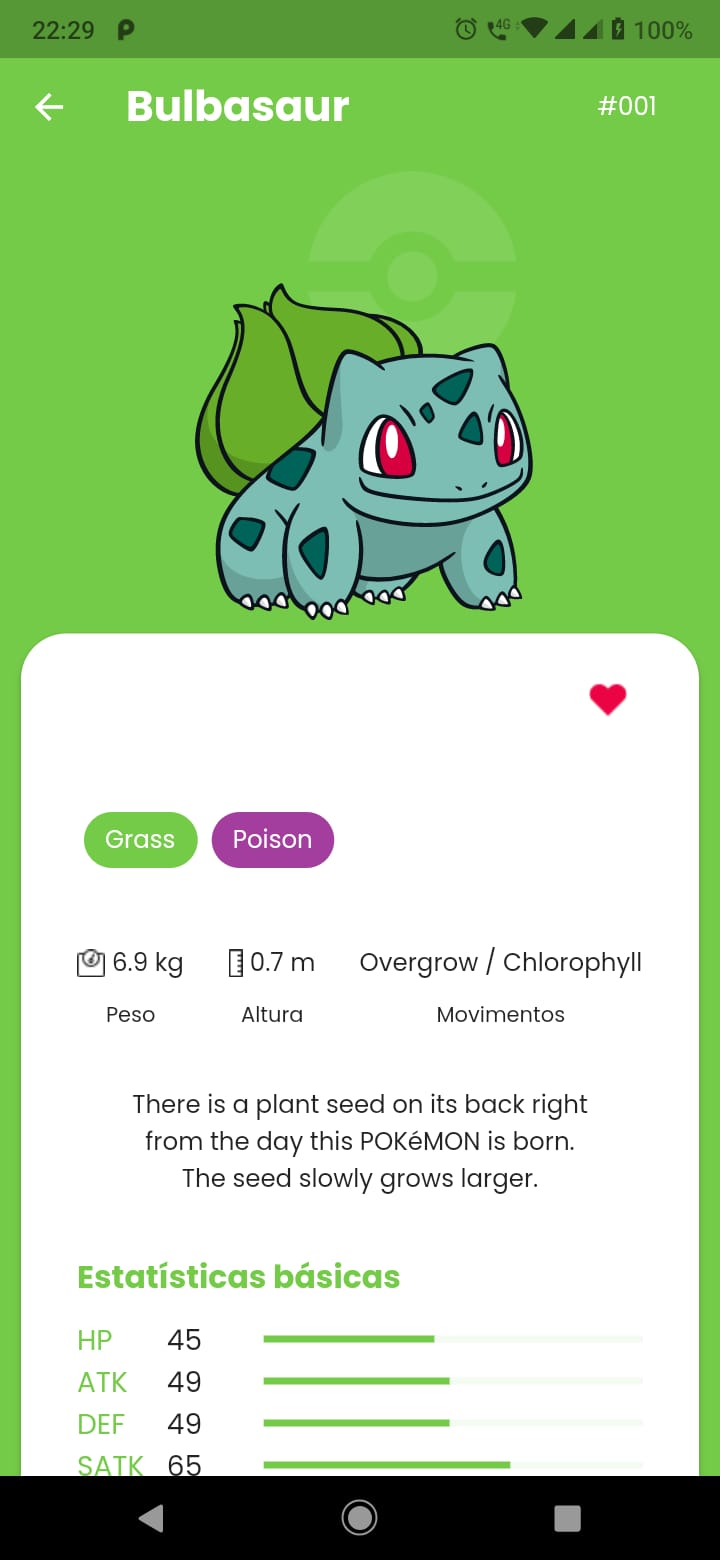 22:29 4G 100%
Bulbasaur #001
Grass Poison
6.9 kg 0.7 m Overgrow / Chlorophyll
Peso Altura Movimentos
There is a plant seed on its back right
from the day this POKéMON is born.
The seed slowly grows larger.
Estatísticas básicas
HP 45
ATK 49
DEF 49
SATK 65